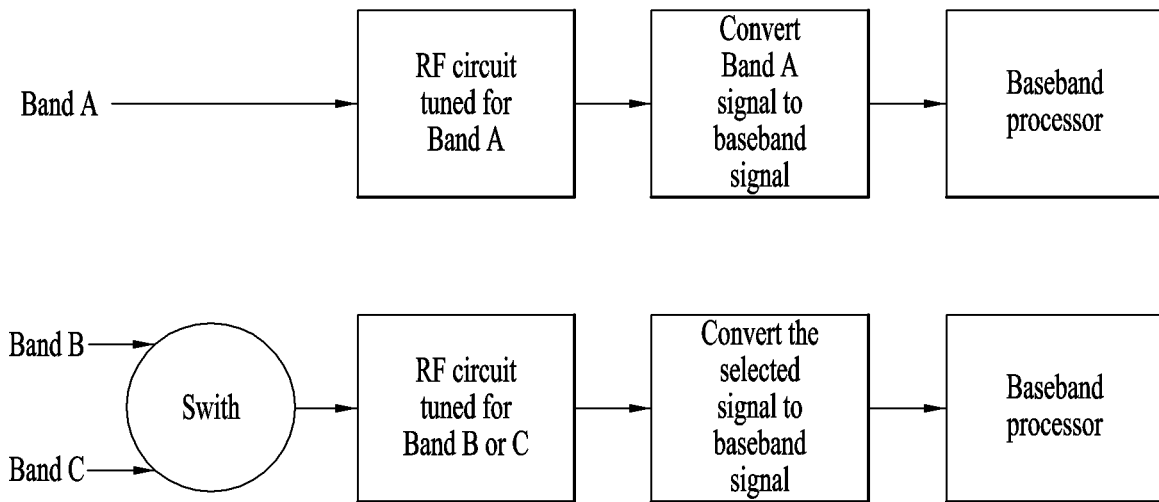 Band A
RF circuit
tuned for
Band A
Convert
Band A
signal to
baseband
signal
Baseband
processor
Band B
Band C
Swith
RF circuit
tuned for
Band B or C
Convert the
selected
signal to
baseband
signal
Baseband
processor